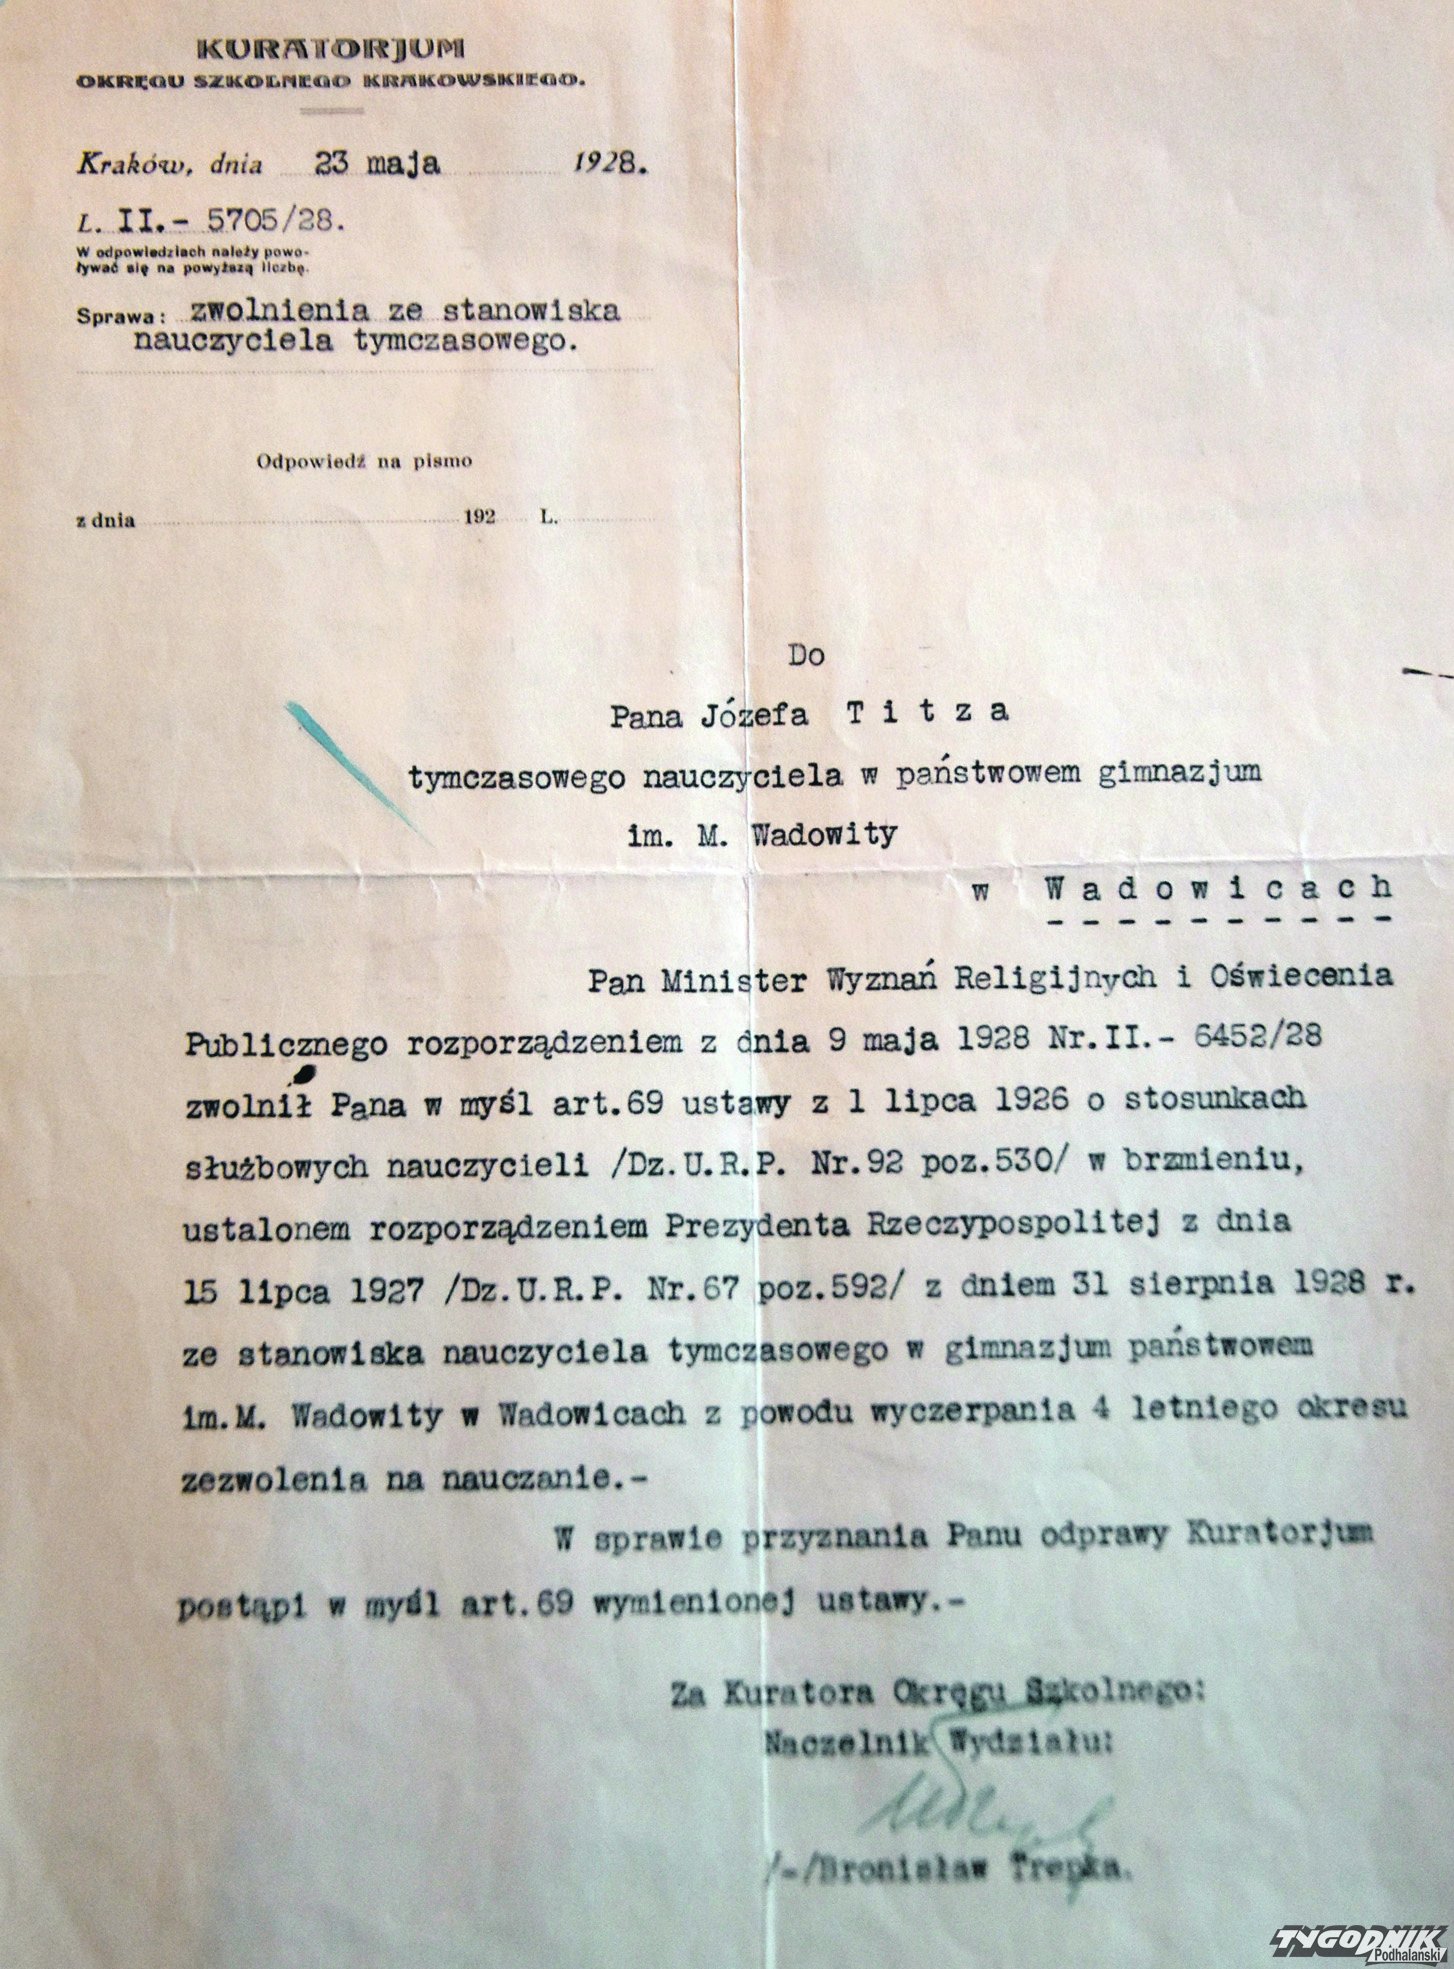 KURATORJUM
OKRĘGU SZKOLNEGO KRAKOWSKIEGO.
Kraków, dnia 23 maja 1928.
L. II.- 5705/28.
W odpowiedziach należy powo-
ływać się na powyższą liczbę.
Sprawa: zwolnienia ze stanowiska
nauczyciela tymczasowego.
Odpowiedź na pismo
z dnia 192 L.
Do
Pana Józefa T i t z a
tymczasowego nauczyciela w państwowem gimnazjum
im. M. Wadowity
w W a d o w i c a c h
Pan Minister Wyznań Religijnych i Oświecenia
Publicznego rozporządzeniem z dnia 9 maja 1928 Nr.II.- 6452/28
zwolnił Pana w myśl art.69 ustawy z 1 lipca 1926 o stosunkach
służbowych nauczycieli /Dz.U.R.P. Nr.92 poz.530/ w brzmieniu,
ustalonem rozporządzeniem Prezydenta Rzeczypospolitej z dnia
15 lipca 1927 /Dz.U.R.P. Nr.67 poz.592/ z dniem 31 sierpnia 1928 r.
ze stanowiska nauczyciela tymczasowego w gimnazjum państwowem
im.M. Wadowity w Wadowicach z powodu wyczerpania 4 letniego okresu
zezwolenia na nauczanie.-
W sprawie przyznania Panu odprawy Kuratorjum
postąpi w myśl art.69 wymienionej ustawy.-
Za Kuratora Okręgu Szkolnego:
Naczelnik Wydziału:
/-/Bronisław Trepka.
TYGODNIK
Podhalański